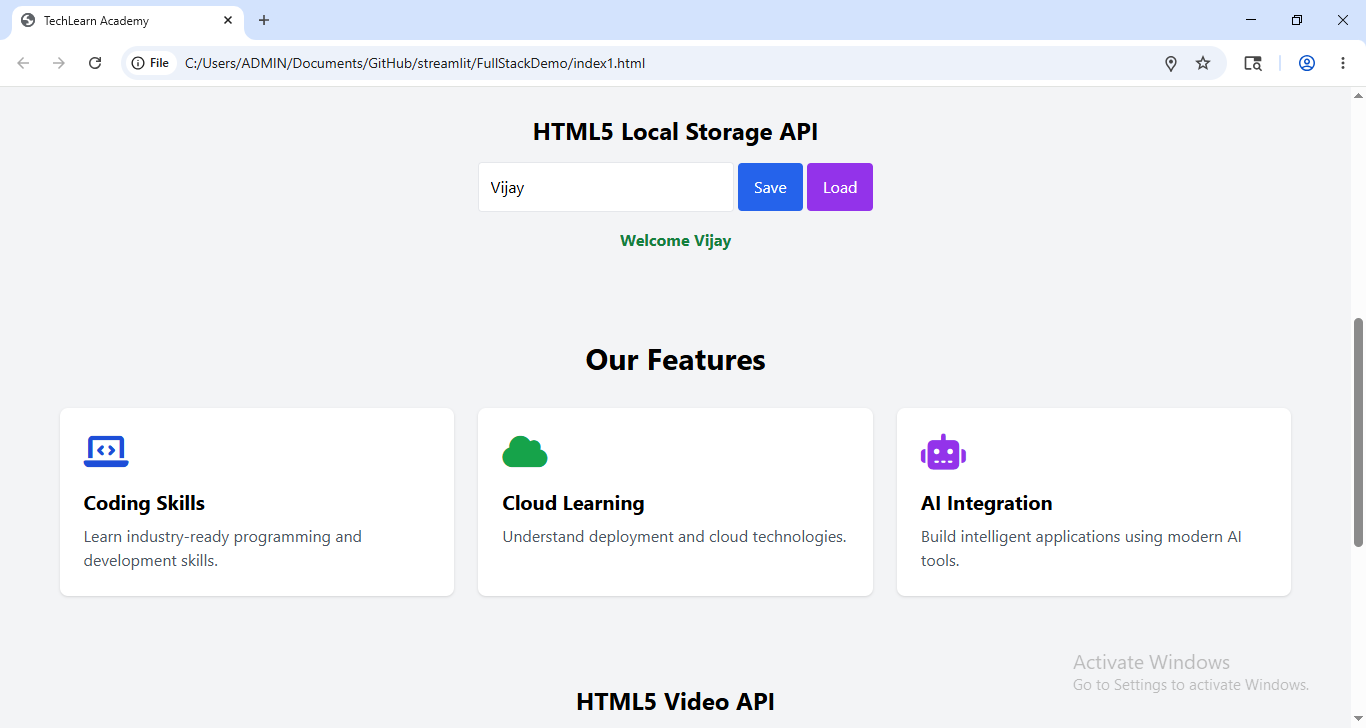 TechLearn Academy
File C:/Users/ADMIN/Documents/GitHub/streamlit/FullStackDemo/index1.html
HTML5 Local Storage API
Vijay Save Load
Welcome Vijay
Our Features
Coding Skills
Learn industry-ready programming and
development skills.
Cloud Learning
Understand deployment and cloud technologies.
AI Integration
Build intelligent applications using modern AI
tools.
Activate Windows
Go to Settings to activate Windows.
HTML5 Video API